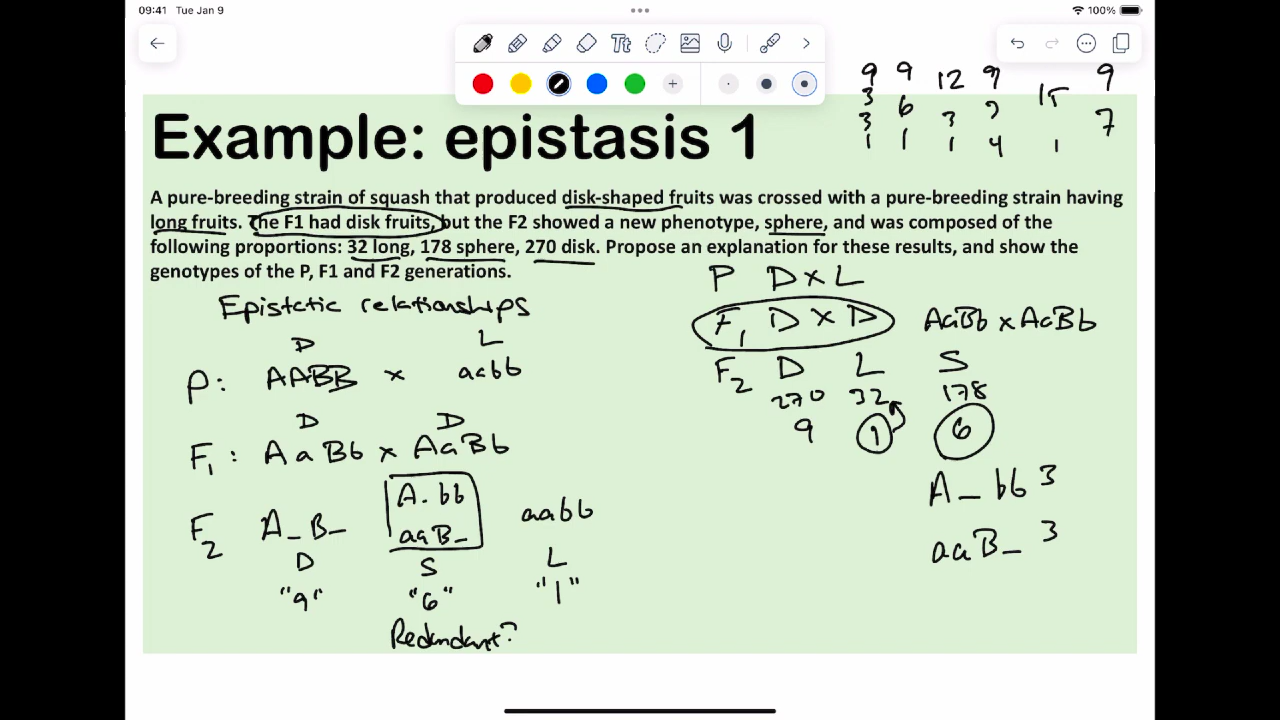 09:41 Tue Jan 9
100%
Tt
9 9 12 9 15 9
3 6 3 3 1 7
3 1 1 4
1
Example: epistasis 1
A pure-breeding strain of squash that produced disk-shaped fruits was crossed with a pure-breeding strain having
long fruits. The F1 had disk fruits, but the F2 showed a new phenotype, sphere, and was composed of the
following proportions: 32 long, 178 sphere, 270 disk. Propose an explanation for these results, and show the
genotypes of the P, F1 and F2 generations.
Epistatic relationships
D L
P: AABB x aabb
D D
F1: AaBb x AaBb
F2 A_B_ A-bb aabb
aaB_
D S L
"9" "6" "1"
Redundant?
P D x L
F1 D x D AaBb x AaBb
F2 D L S
270 32 178
9 1 6
A_bb 3
aaB_ 3